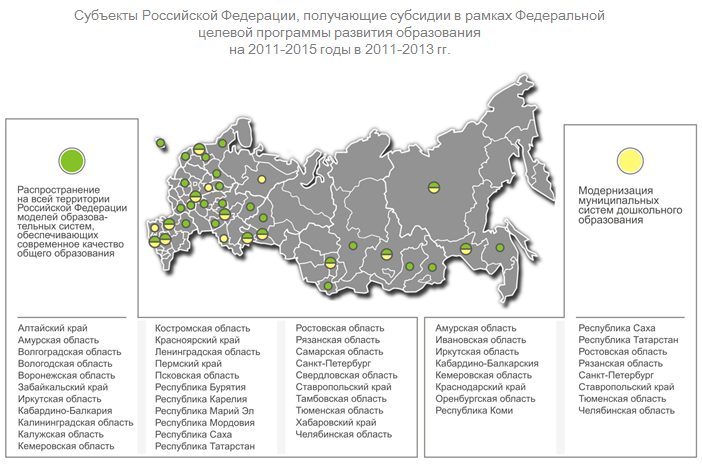 Субъекты Российской Федерации, получающие субсидии в рамках Федеральной
целевой программы развития образования
на 2011-2015 годы в 2011-2013 гг.
Распространение
на всей территории
Российской Федерации
моделей образова-
тельных систем,
обеспечивающих
современное качество
общего образования
Модернизация
муниципальных
систем дошкольного
образования
Алтайский край
Амурская область
Волгоградская область
Вологодская область
Воронежская область
Забайкальский край
Иркутская область
Кабардино-Балкария
Калининградская область
Калужская область
Кемеровская область
Костромская область
Красноярский край
Ленинградская область
Пермский край
Псковская область
Республика Бурятия
Республика Карелия
Республика Марий Эл
Республика Мордовия
Республика Саха
Республика Татарстан
Ростовская область
Рязанская область
Самарская область
Санкт-Петербург
Свердловская область
Ставропольский край
Тамбовская область
Тюменская область
Хабаровский край
Челябинская область
Амурская область
Ивановская область
Иркутская область
Кабардино-Балкарския
Кемеровская область
Краснодарский край
Оренбургская область
Республика Коми
Республика Саха
Республика Татарстан
Ростовская область
Рязанская область
Санкт-Петербург
Ставропольский край
Тюменская область
Челябинская область